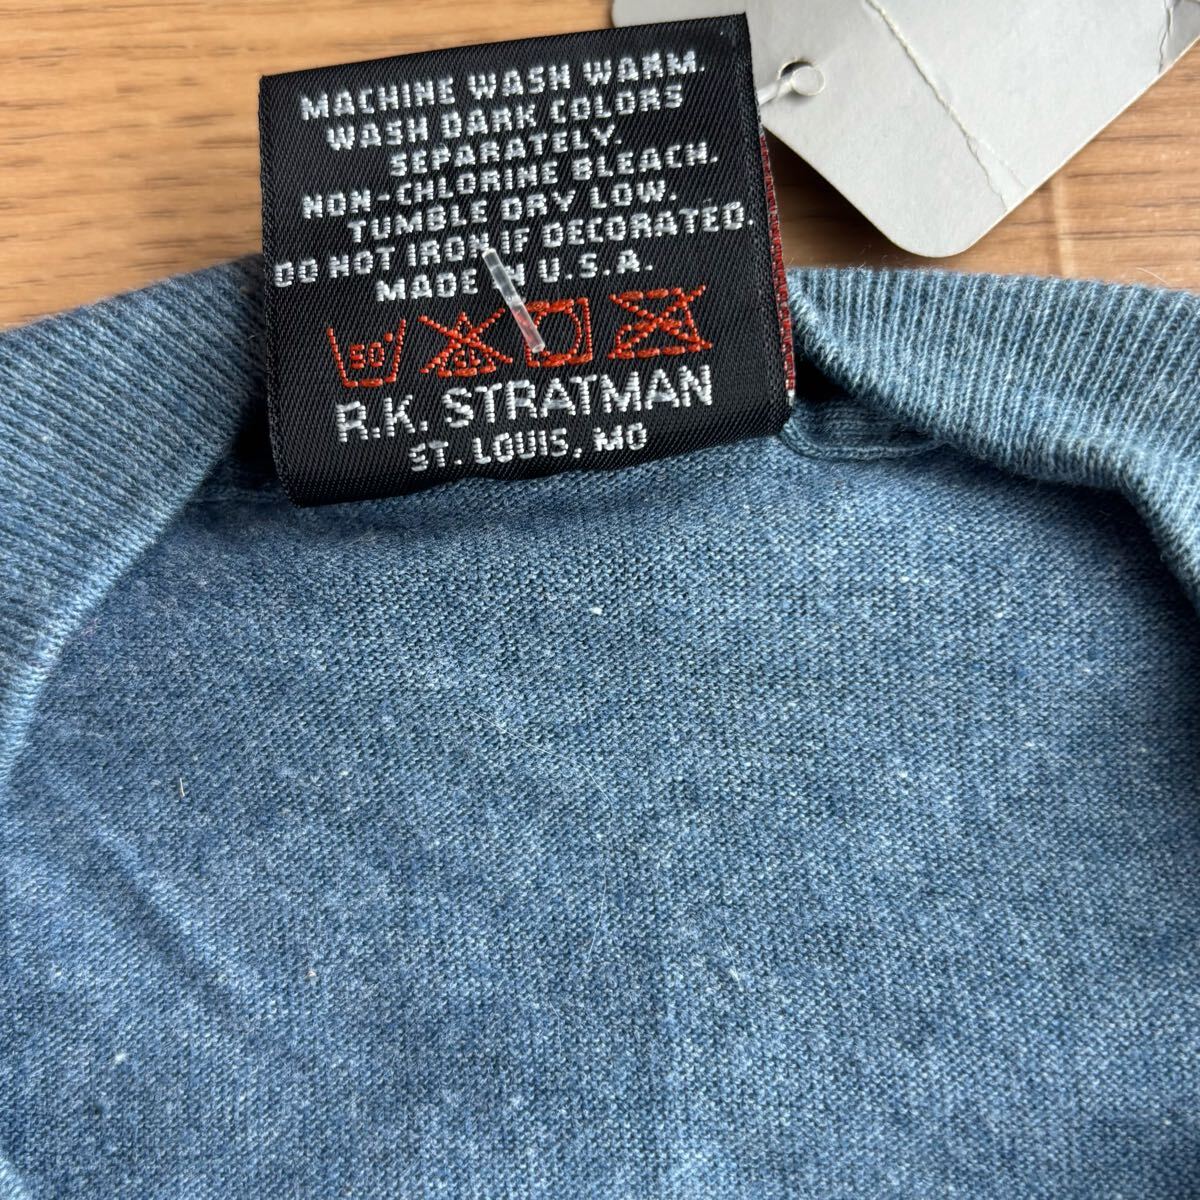 MACHINE WASH WARM.
WASH DARK COLORS
SEPARATELY.
NON-CHLORINE BLEACH.
TUMBLE DRY LOW.
DO NOT IRON IF DECORATED.
MADE IN U.S.A.
R.K. STRATMAN
ST. LOUIS, MO